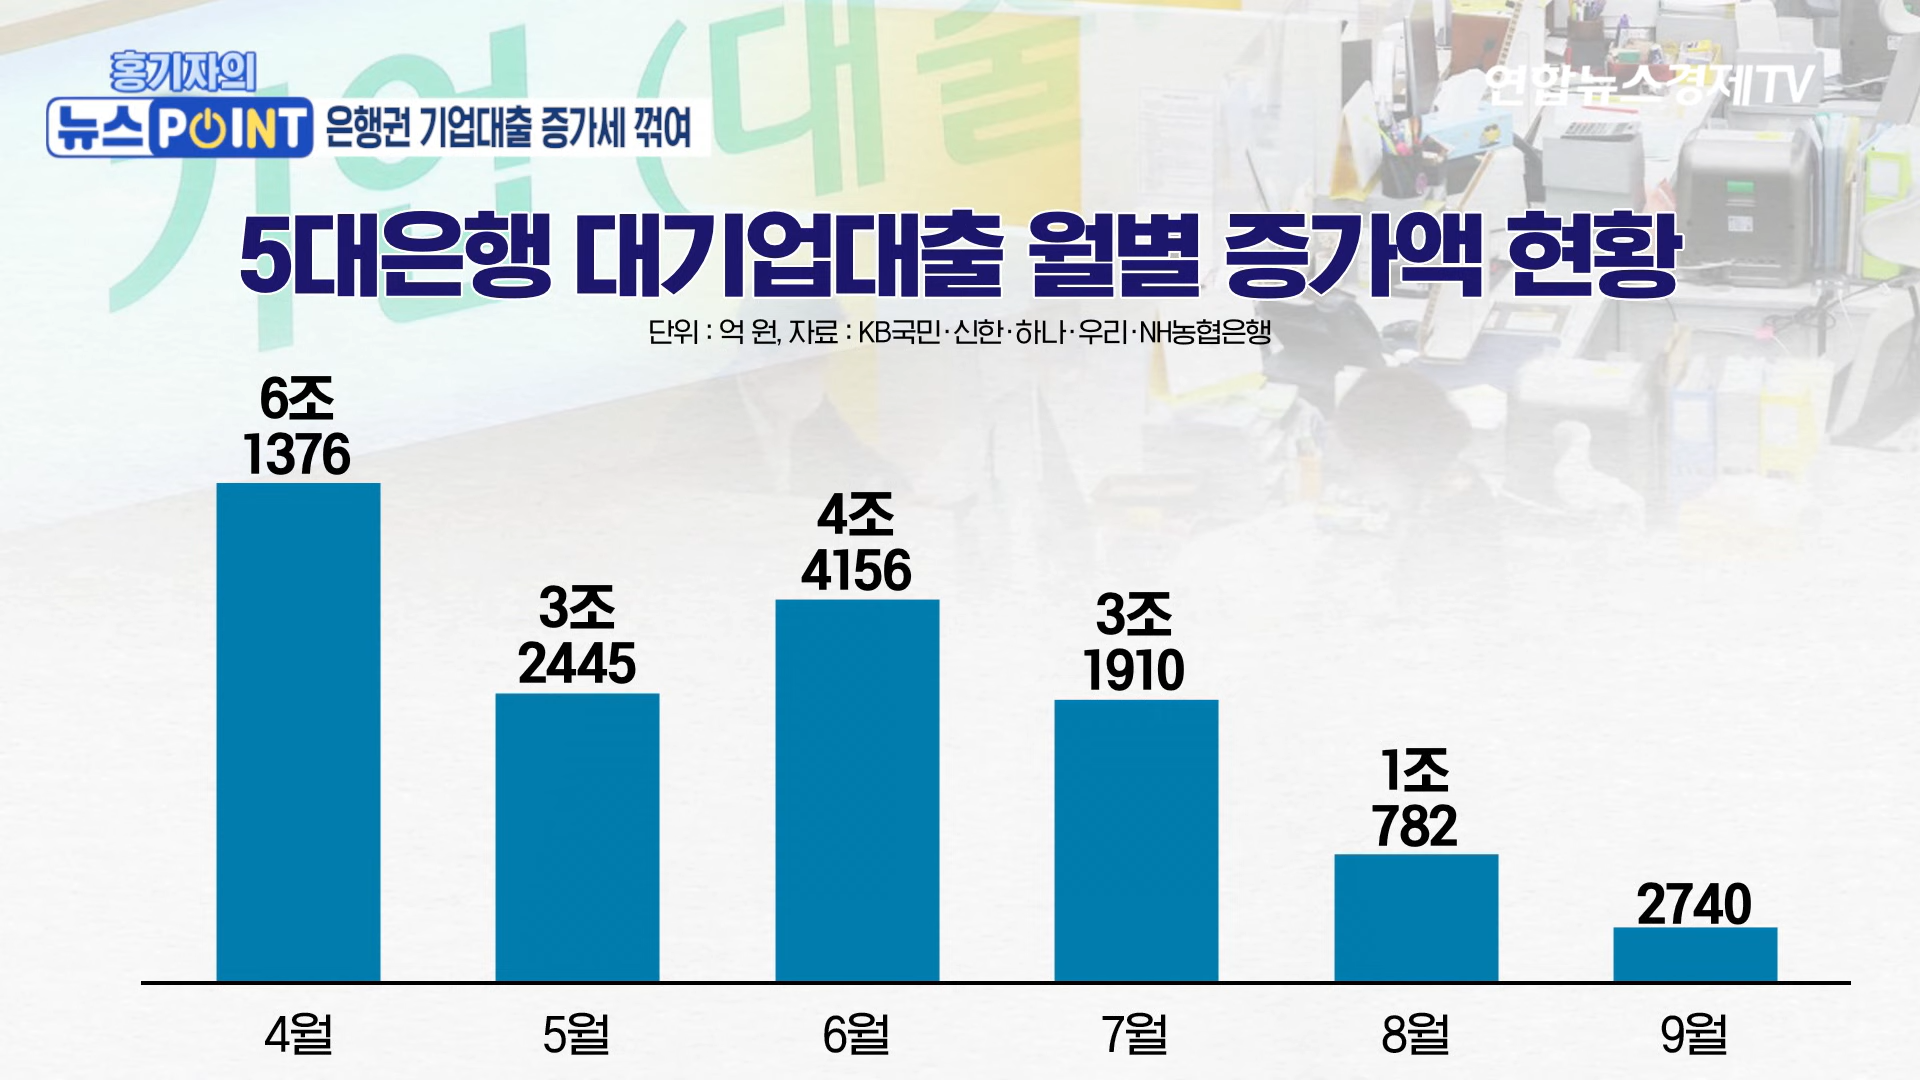 홍기자의
뉴스POINT 은행권 기업대출 증가세 꺾여
연합뉴스경제TV
기업 (대출
5대은행 대기업대출 월별 증가액 현황
단위 : 억 원, 자료 : KB국민·신한·하나·우리·NH농협은행
6조
1376
3조
2445
4조
4156
3조
1910
1조
782
2740
4월 5월 6월 7월 8월 9월